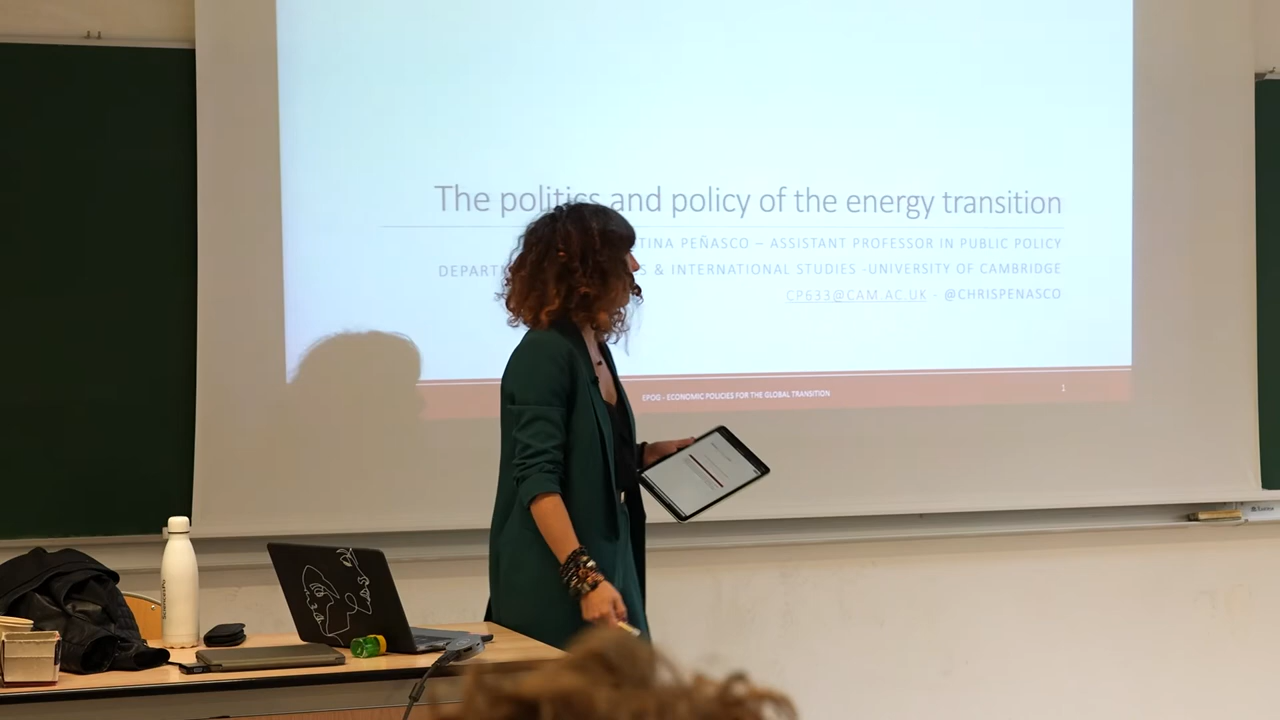 The politics and policy of the energy transition
TINA PEÑASCO – ASSISTANT PROFESSOR IN PUBLIC POLICY
DEPART S & INTERNATIONAL STUDIES -UNIVERSITY OF CAMBRIDGE
CP633@CAM.AC.UK - @CHRISPENASCO
EPOG - ECONOMIC POLICIES FOR THE GLOBAL TRANSITION
1